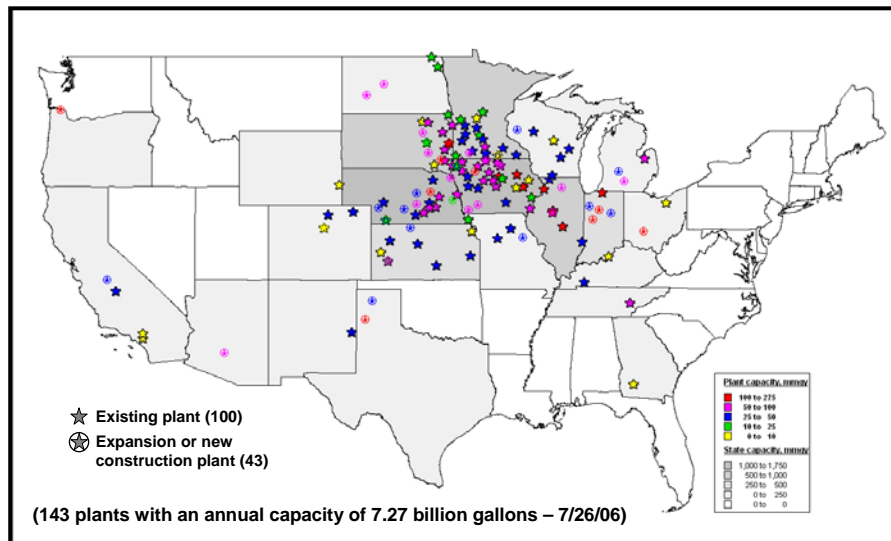 Existing plant (100)
Expansion or new
construction plant (43)
(143 plants with an annual capacity of 7.27 billion gallons – 7/26/06)
Plant capacity, mmgy
100 to 275
50 to 100
25 to 50
10 to 25
0 to 10
State capacity, mmgy
1,000 to 1,750
500 to 1,000
250 to 500
0 to 250
0 to 0